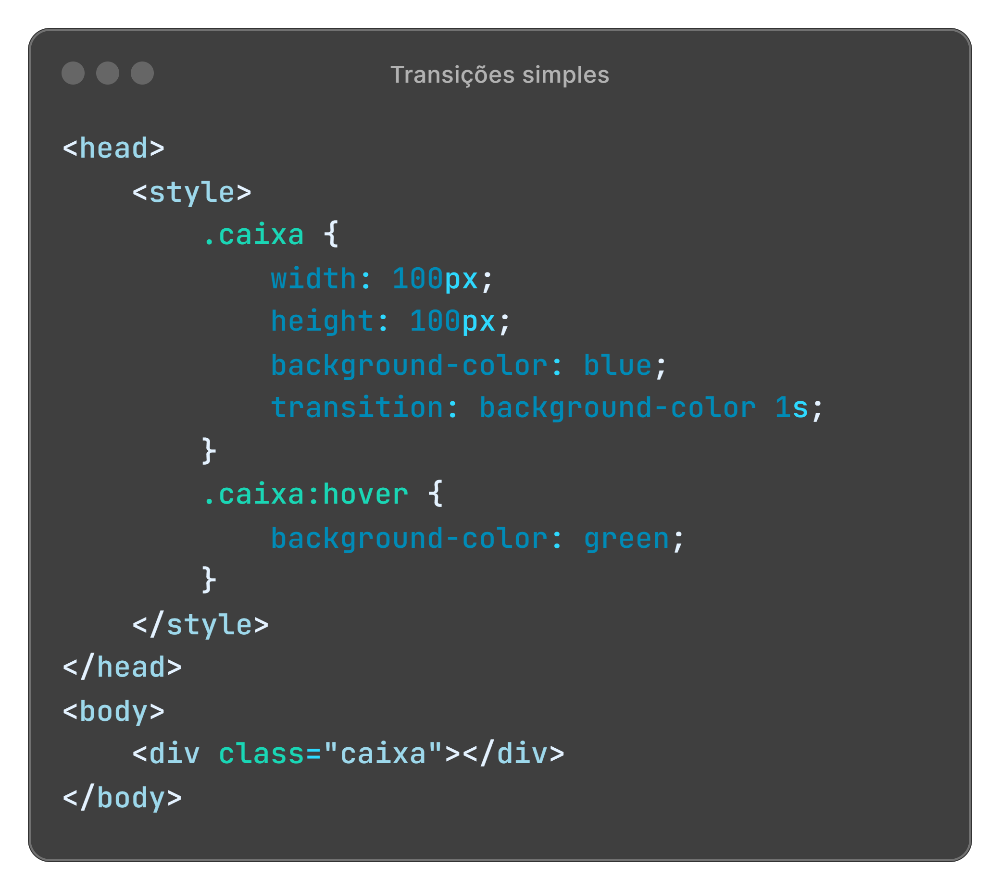 Transições simples
<head>
    <style>
        .caixa {
            width: 100px;
            height: 100px;
            background-color: blue;
            transition: background-color 1s;
        }
        .caixa:hover {
            background-color: green;
        }
    </style>
</head>
<body>
    <div class="caixa"></div>
</body>